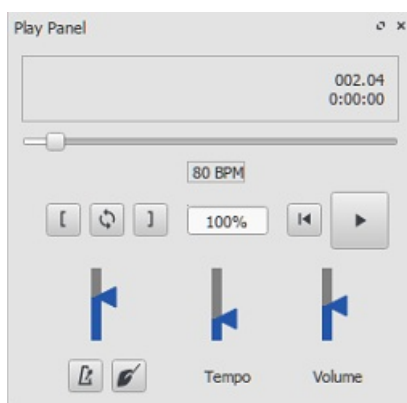 Play Panel
002.04
0:00:00
80 BPM
[ ] 100%
Tempo Volume